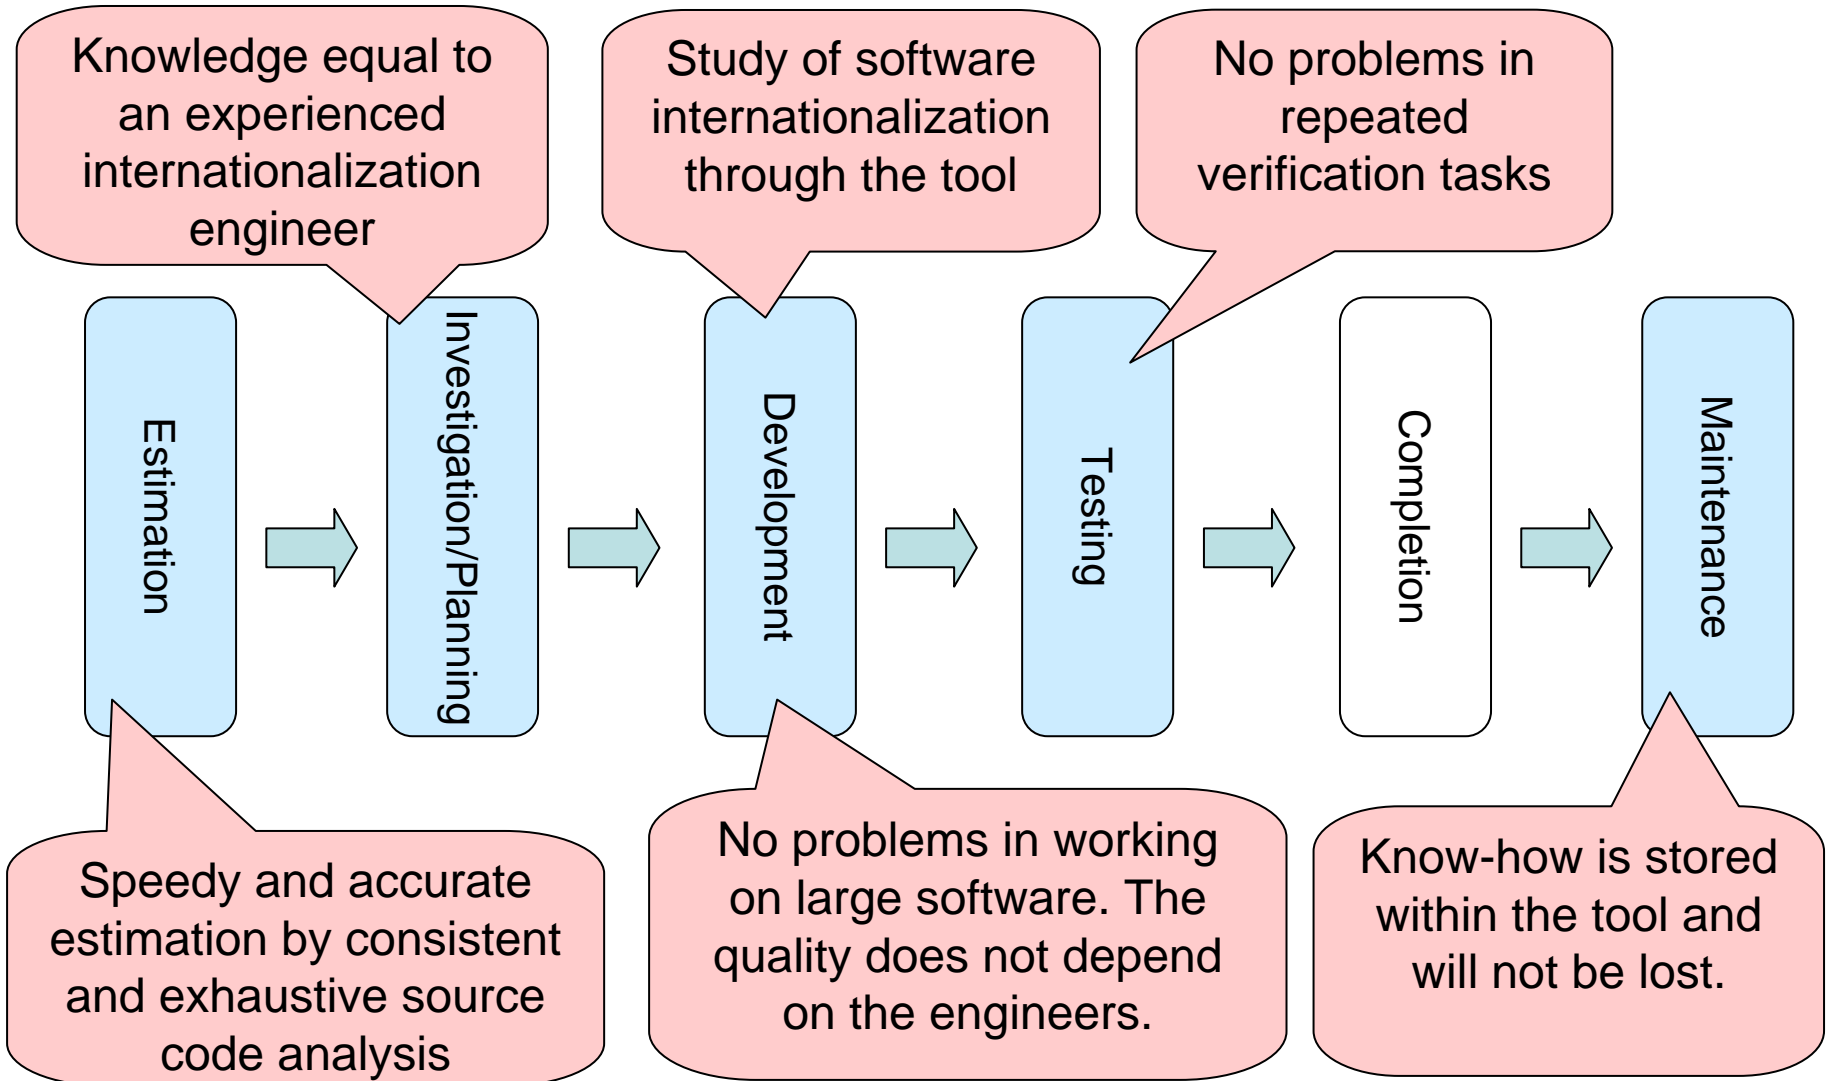 Knowledge equal to
an experienced
internationalization
engineer
Study of software
internationalization
through the tool
No problems in
repeated
verification tasks
Estimation
Investigation/Planning
Development
Testing
Completion
Maintenance
Speedy and accurate
estimation by consistent
and exhaustive source
code analysis
No problems in working
on large software. The
quality does not depend
on the engineers.
Know-how is stored
within the tool and
will not be lost.